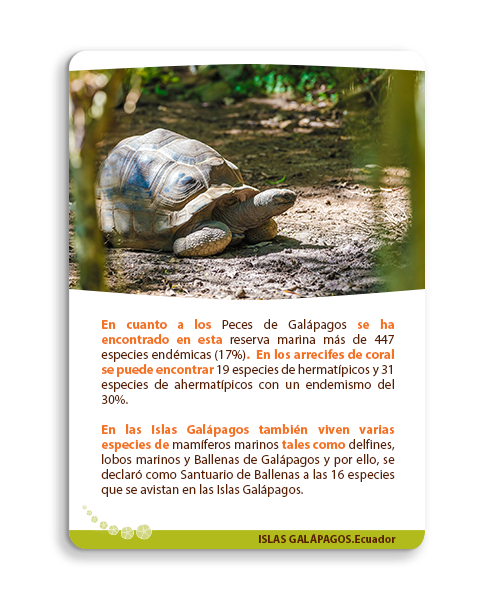 En cuanto a los Peces de Galápagos se ha
encontrado en esta reserva marina más de 447
especies endémicas (17%). En los arrecifes de coral
se puede encontrar 19 especies de hermatípicos y 31
especies de ahermatípicos con un endemismo del
30%.
En las Islas Galápagos también viven varias
especies de mamíferos marinos tales como delfines,
lobos marinos y Ballenas de Galápagos y por ello, se
declaró como Santuario de Ballenas a las 16 especies
que se avistan en las Islas Galápagos.
ISLAS GALÁPAGOS.Ecuador